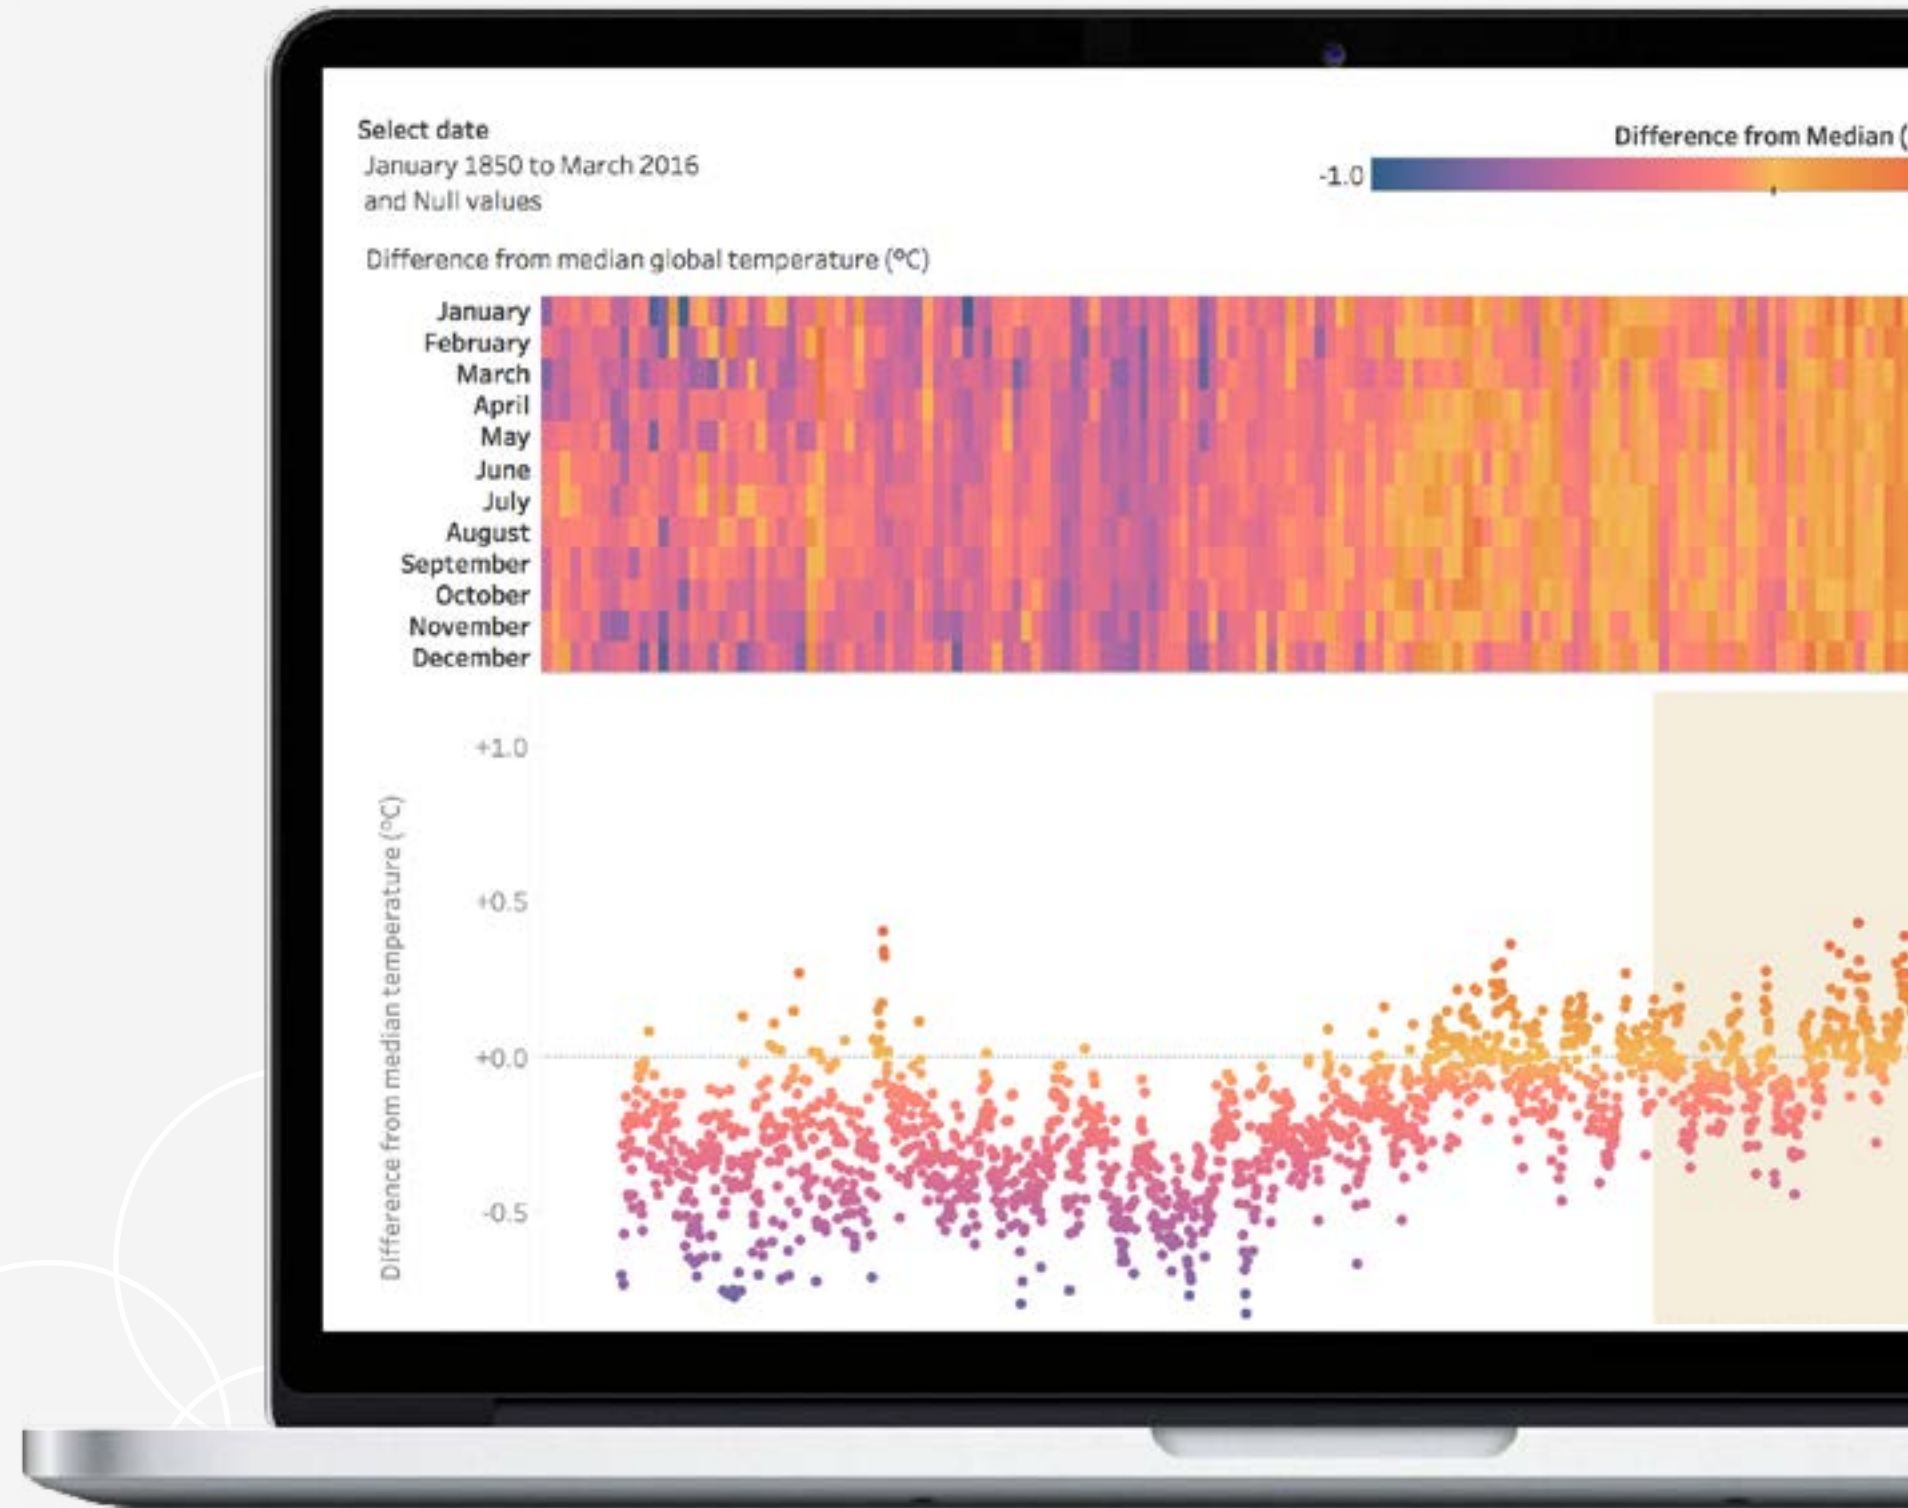 Select date
January 1850 to March 2016
and Null values
Difference from Median (
-1.0
Difference from median global temperature (ºC)
January
February
March
April
May
June
July
August
September
October
November
December
+1.0
+0.5
+0.0
-0.5
Difference from median temperature (ºC)